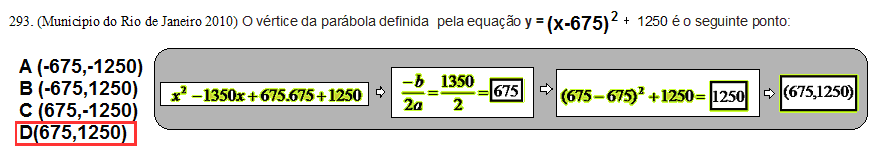 293. (Municipio do Rio de Janeiro 2010) O vértice da parábola definida pela equação y = (x-675)² + 1250 é o seguinte ponto:
A (-675,-1250)
B (-675,1250)
C (675,-1250)
D(675,1250)
x² −1350x+675.675+1250 ⇨ −b/2a = 1350/2 = 675 ⇨ (675−675)² +1250= 1250 ⇨ (675,1250)